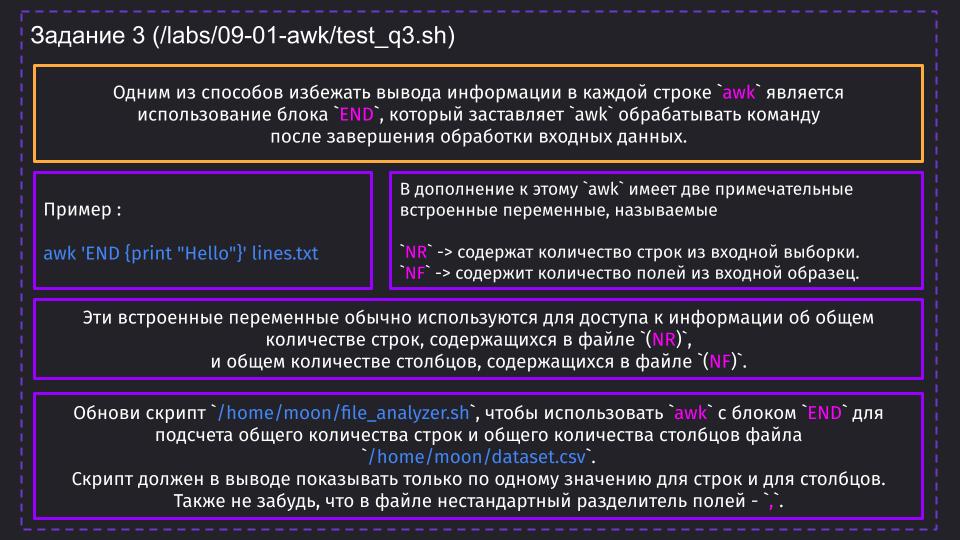 Задание 3 (/labs/09-01-awk/test_q3.sh)
Одним из способов избежать вывода информации в каждой строке `awk` является
использование блока `END`, который заставляет `awk` обрабатывать команду
после завершения обработки входных данных.
Пример :
awk 'END {print "Hello"}' lines.txt
В дополнение к этому `awk` имеет две примечательные
встроенные переменные, называемые
`NR` -> содержат количество строк из входной выборки.
`NF` -> содержит количество полей из входной образец.
Эти встроенные переменные обычно используются для доступа к информации об общем
количестве строк, содержащихся в файле `(NR)`,
и общем количестве столбцов, содержащихся в файле `(NF)`.
Обнови скрипт `/home/moon/file_analyzer.sh`, чтобы использовать `awk` с блоком `END` для
подсчета общего количества строк и общего количества столбцов файла
`/home/moon/dataset.csv`.
Скрипт должен в выводе показывать только по одному значению для строк и для столбцов.
Также не забудь, что в файле нестандартный разделитель полей - `,`.